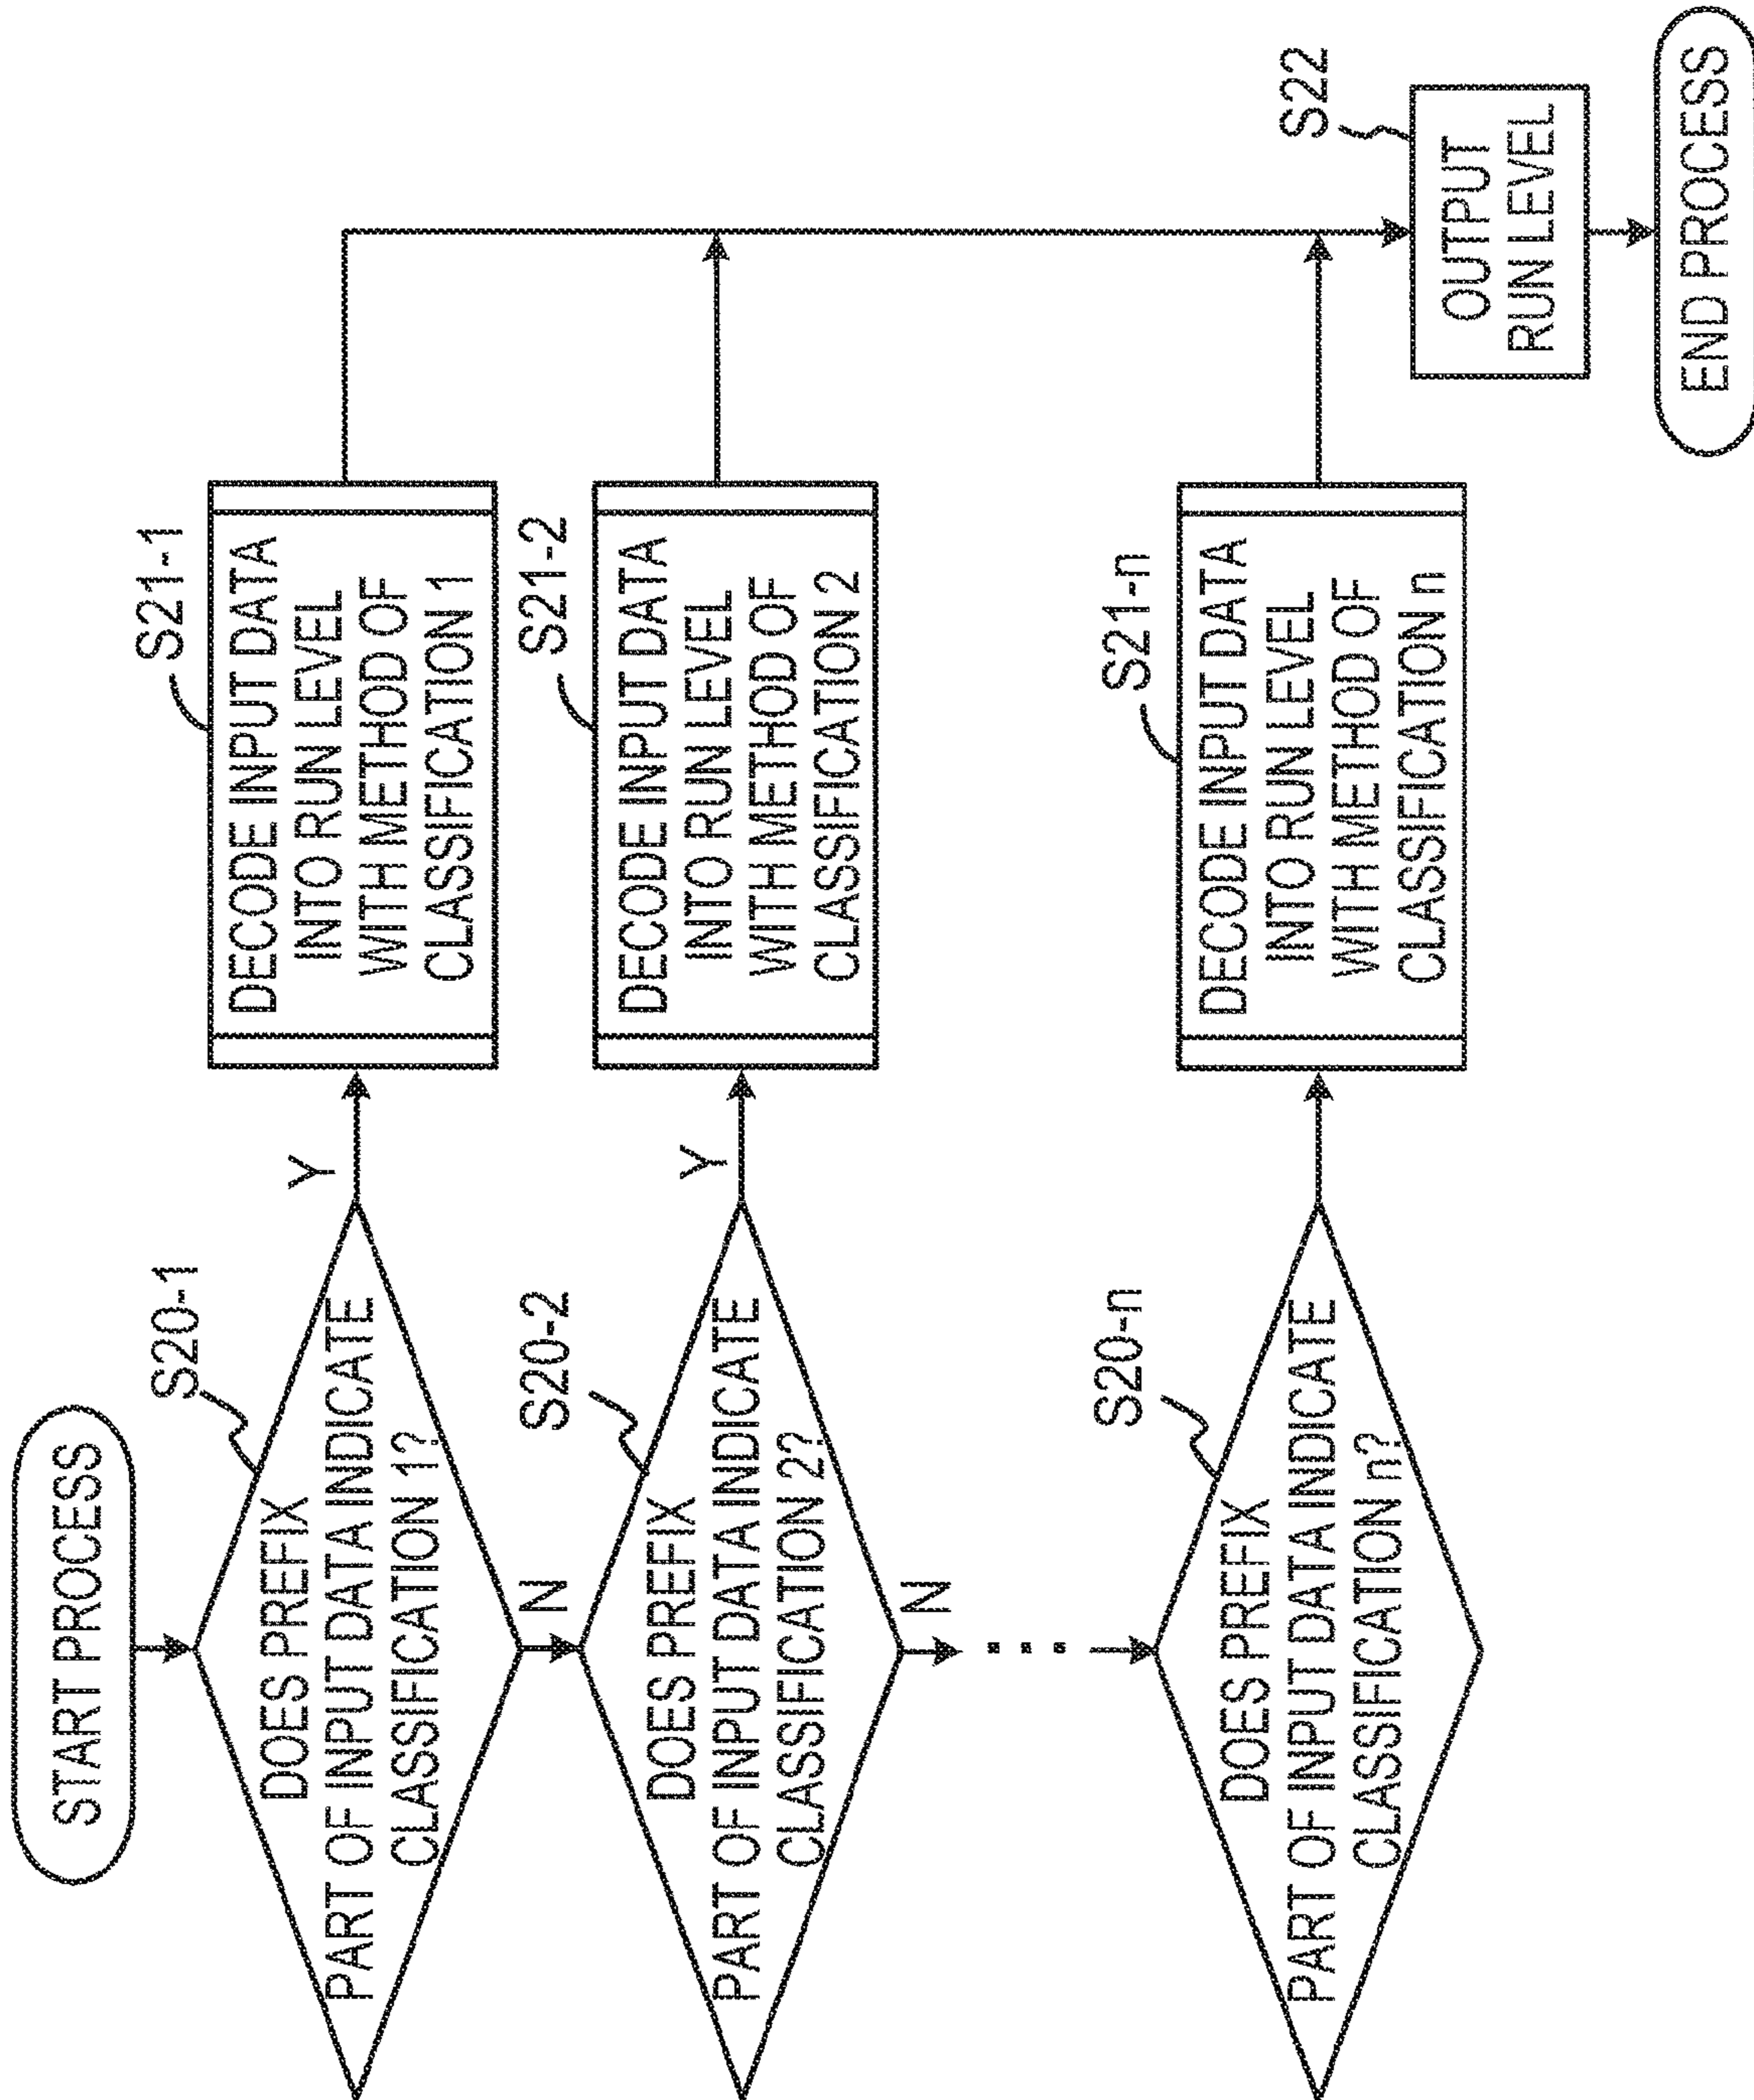 START PROCESS
S20-1
DOES PREFIX
PART OF INPUT DATA INDICATE
CLASSIFICATION 1?
Y
N
S21-1
DECODE INPUT DATA
INTO RUN LEVEL
WITH METHOD OF
CLASSIFICATION 1
S20-2
DOES PREFIX
PART OF INPUT DATA INDICATE
CLASSIFICATION 2?
Y
N
S21-2
DECODE INPUT DATA
INTO RUN LEVEL
WITH METHOD OF
CLASSIFICATION 2
...
S20-n
DOES PREFIX
PART OF INPUT DATA INDICATE
CLASSIFICATION n?
S21-n
DECODE INPUT DATA
INTO RUN LEVEL
WITH METHOD OF
CLASSIFICATION n
S22
OUTPUT
RUN LEVEL
END PROCESS